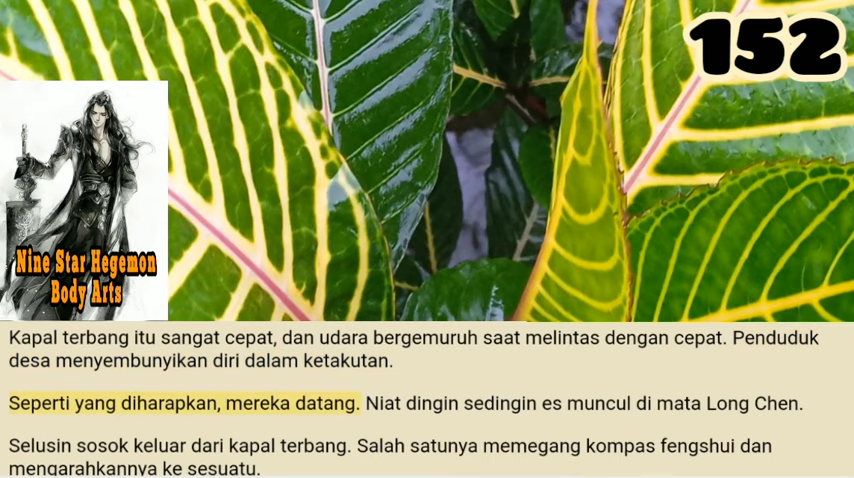 152
Nine Star Hegemon
Body Arts
Kapal terbang itu sangat cepat, dan udara bergemuruh saat melintas dengan cepat. Penduduk
desa menyembunyikan diri dalam ketakutan.
Seperti yang diharapkan, mereka datang. Niat dingin sedingin es muncul di mata Long Chen.
Selusin sosok keluar dari kapal terbang. Salah satunya memegang kompas fengshui dan
mengarahkannya ke sesuatu.